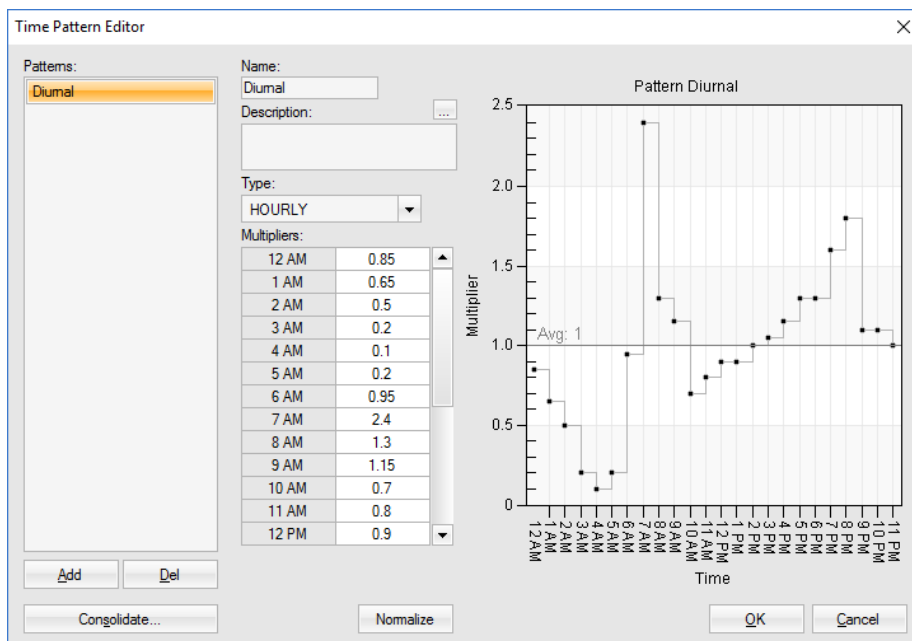 Time Pattern Editor
Patterns:
Diurnal
Add
Del
Consolidate...
Name:
Diurnal
Description:
...
Type:
HOURLY
Multipliers:
12 AM 0.85
1 AM 0.65
2 AM 0.5
3 AM 0.2
4 AM 0.1
5 AM 0.2
6 AM 0.95
7 AM 2.4
8 AM 1.3
9 AM 1.15
10 AM 0.7
11 AM 0.8
12 PM 0.9
Normalize
Pattern Diurnal
Multiplier
2.5
2.0
1.5
1.0
0.5
0
Avg: 1
12 AM
1 AM
2 AM
3 AM
4 AM
5 AM
6 AM
7 AM
8 AM
9 AM
10 AM
11 AM
12 PM
1 PM
2 PM
3 PM
4 PM
5 PM
6 PM
7 PM
8 PM
9 PM
10 PM
11 PM
Time
OK
Cancel